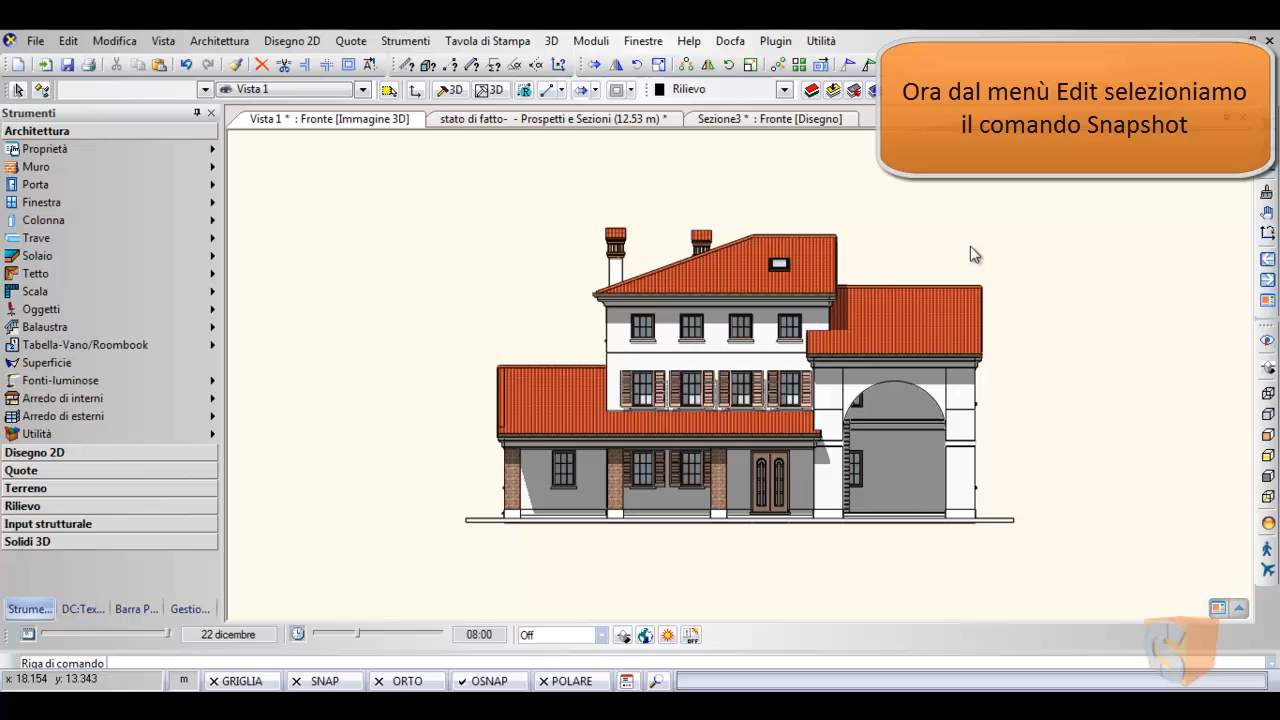 File Edit Modifica Vista Architettura Disegno 2D Quote Strumenti Tavola di Stampa 3D Moduli Finestre Help Docfa Plugin Utilità
Ora dal menù Edit selezioniamo
il comando Snapshot
Vista 1
3D
3D
Rilievo
Strumenti
Vista 1 * : Fronte [Immagine 3D]
stato di fatto- - Prospetti e Sezioni (12.53 m) *
Sezione3 * : Fronte [Disegno]
Architettura
Proprietà
Muro
Porta
Finestra
Colonna
Trave
Solaio
Tetto
Scala
Oggetti
Balaustra
Tabella-Vano/Roombook
Superficie
Fonti-luminose
Arredo di interni
Arredo di esterni
Utilità
Disegno 2D
Quote
Terreno
Rilievo
Input strutturale
Solidi 3D
Strume... DC:Tex... Barra P... Gestio...
22 dicembre
08:00
Off
OFF
Riga di comando
x: 18.154 y: 13.343
m
GRIGLIA
SNAP
ORTO
OSNAP
POLARE